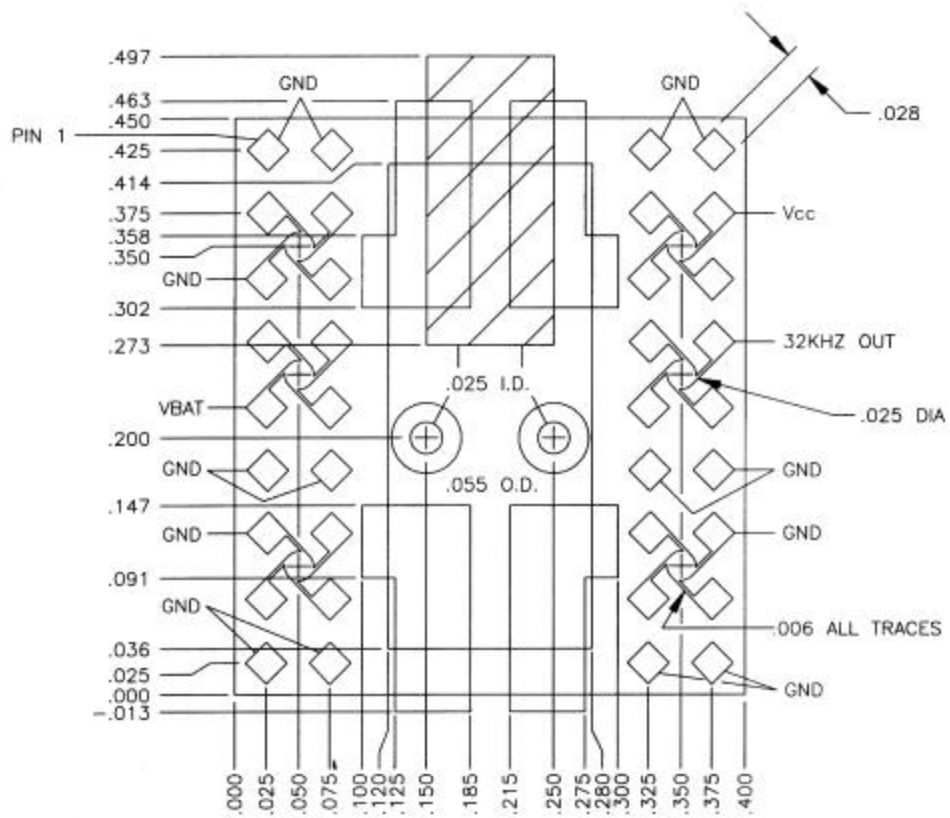 .497
.463
.450
PIN 1
.425
.414
.375
.358
.350
GND
.302
.273
VBAT
.200
GND
.147
GND
.091
GND
.036
.025
.000
-.013
GND
GND
.028
Vcc
32KHZ OUT
.025 I.D.
.025 DIA
.055 O.D.
GND
GND
.006 ALL TRACES
GND
.000
.025
.050
.075
.100
.120
.125
.150
.185
.215
.250
.275
.280
.300
.325
.350
.375
.400